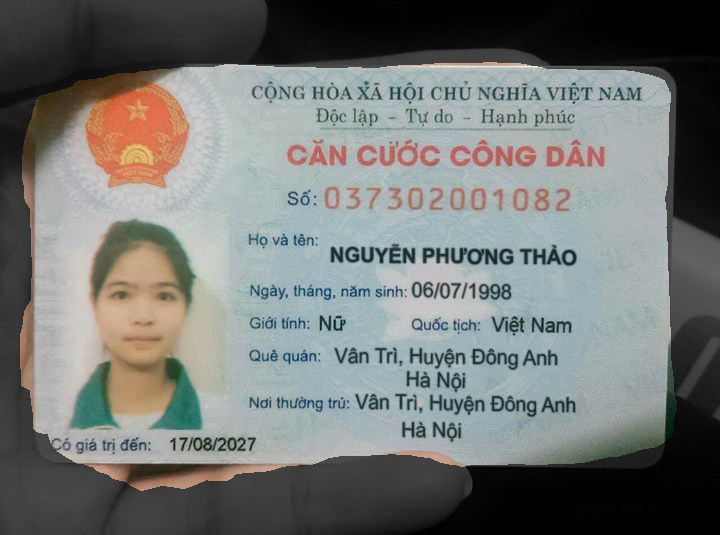 CỘNG HÒA XÃ HỘI CHỦ NGHĨA VIỆT NAM
Độc lập - Tự do - Hạnh phúc
CĂN CƯỚC CÔNG DÂN
Số: 037302001082
Họ và tên:
NGUYỄN PHƯƠNG THẢO
Ngày, tháng, năm sinh: 06/07/1998
Giới tính: Nữ Quốc tịch: Việt Nam
Quê quán: Vân Trì, Huyện Đông Anh
Hà Nội
Nơi thường trú: Vân Trì, Huyện Đông Anh
Hà Nội
Có giá trị đến: 17/08/2027